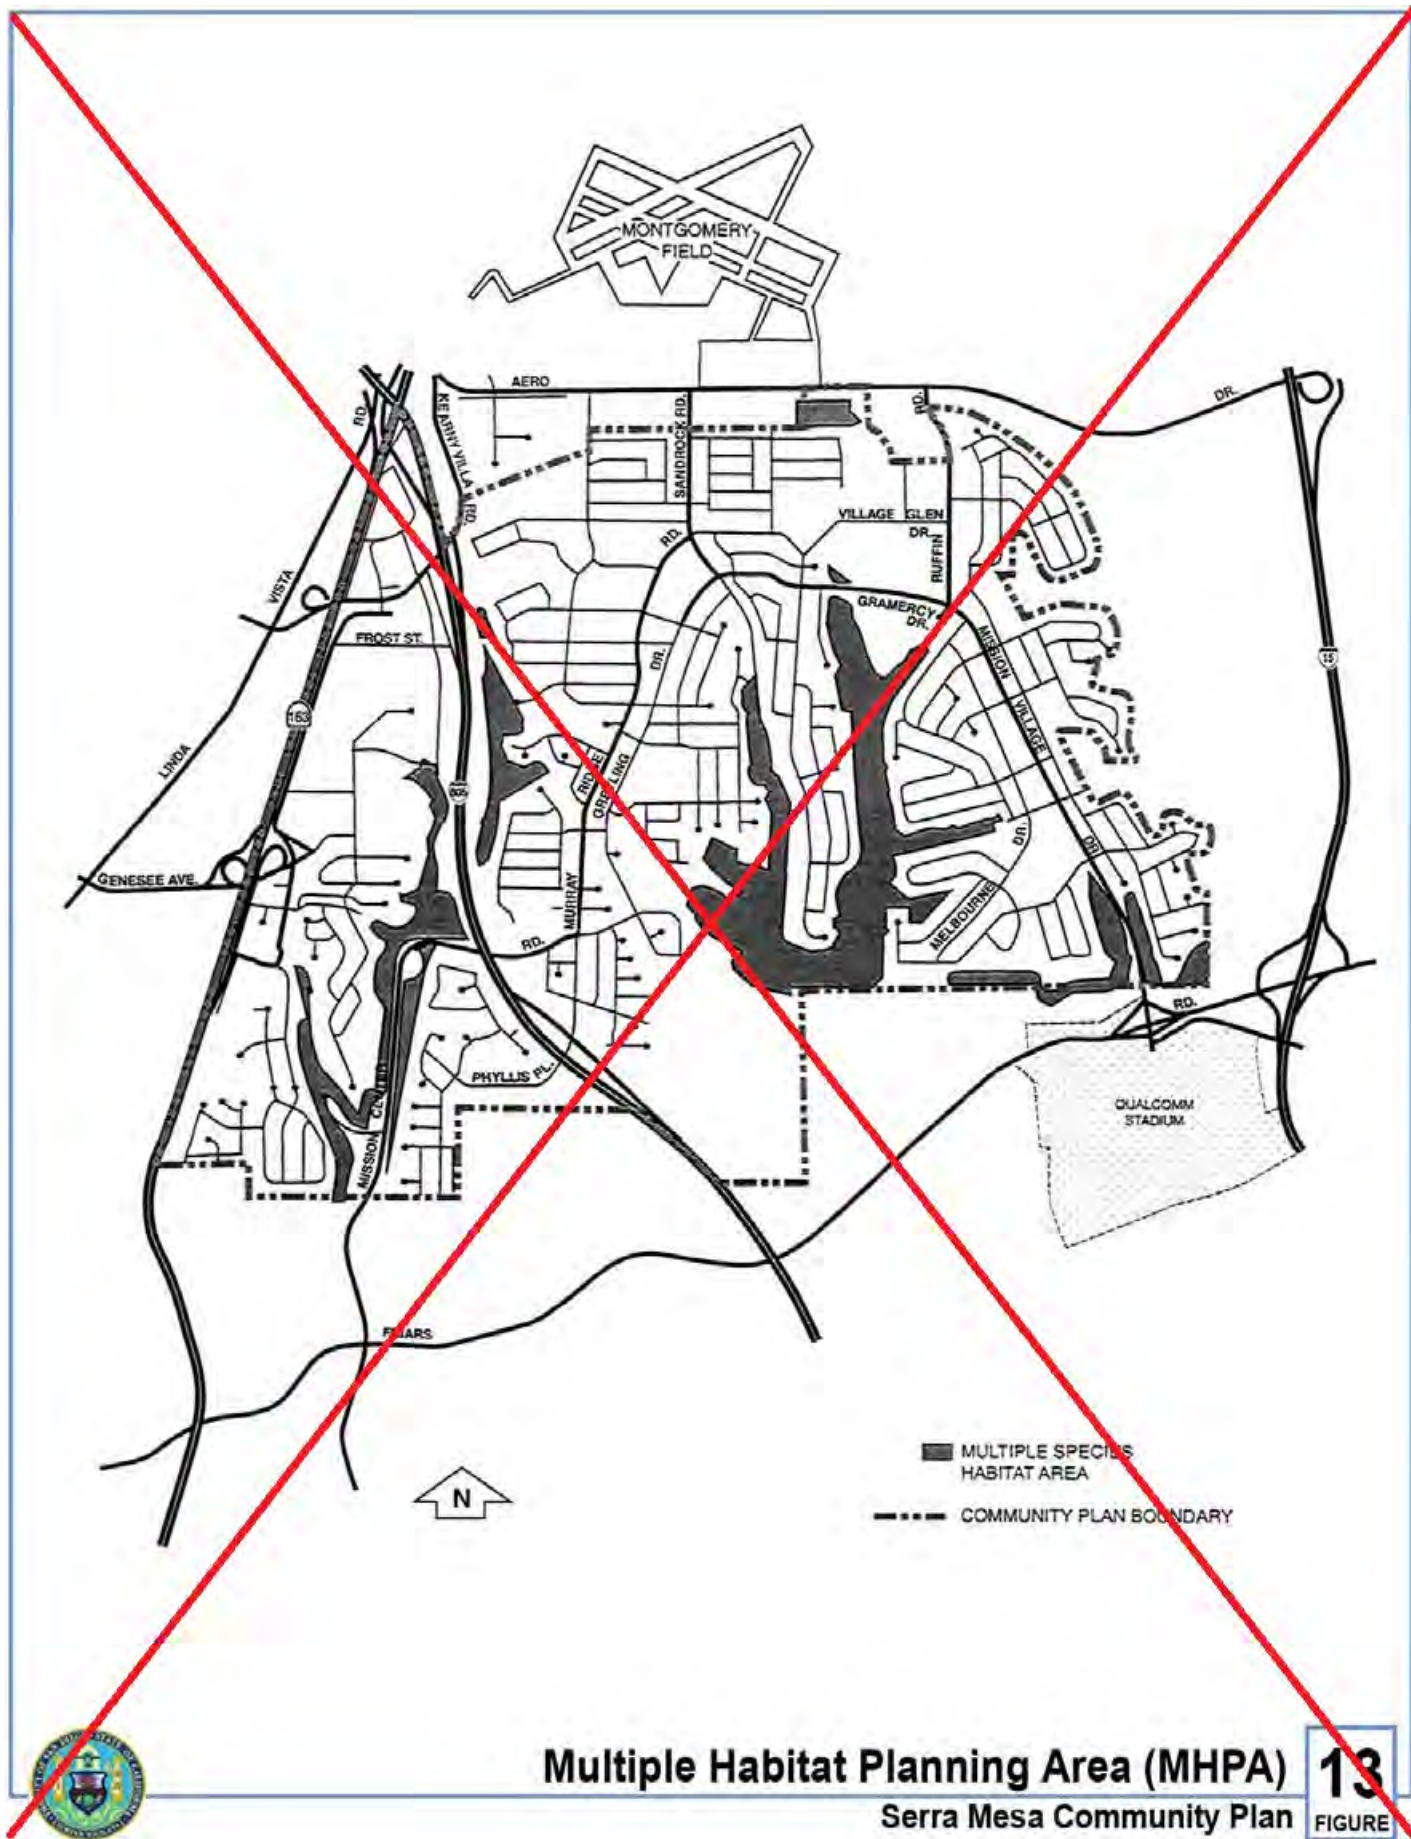 MONTGOMERY
FIELD
AERO
DR.
RD.
RD.
KEARNY VILLA RD.
SANDROCK RD.
VILLAGE GLEN
DR.
RUFFIN
RD.
VISTA
GRAMERCY
DR.
FROST ST.
MISSION
DR.
15
163
VILLAGE
LINDA
RIDGE
GREYLING
805
DR.
DR.
GENESEE AVE.
MURRAY
MELBOURNE
RD.
RD.
PHYLLIS PL.
CENTER
QUALCOMM
STADIUM
MISSION
FRIARS
MULTIPLE SPECIES
HABITAT AREA
N
COMMUNITY PLAN BOUNDARY
Multiple Habitat Planning Area (MHPA)
13
Serra Mesa Community Plan
FIGURE